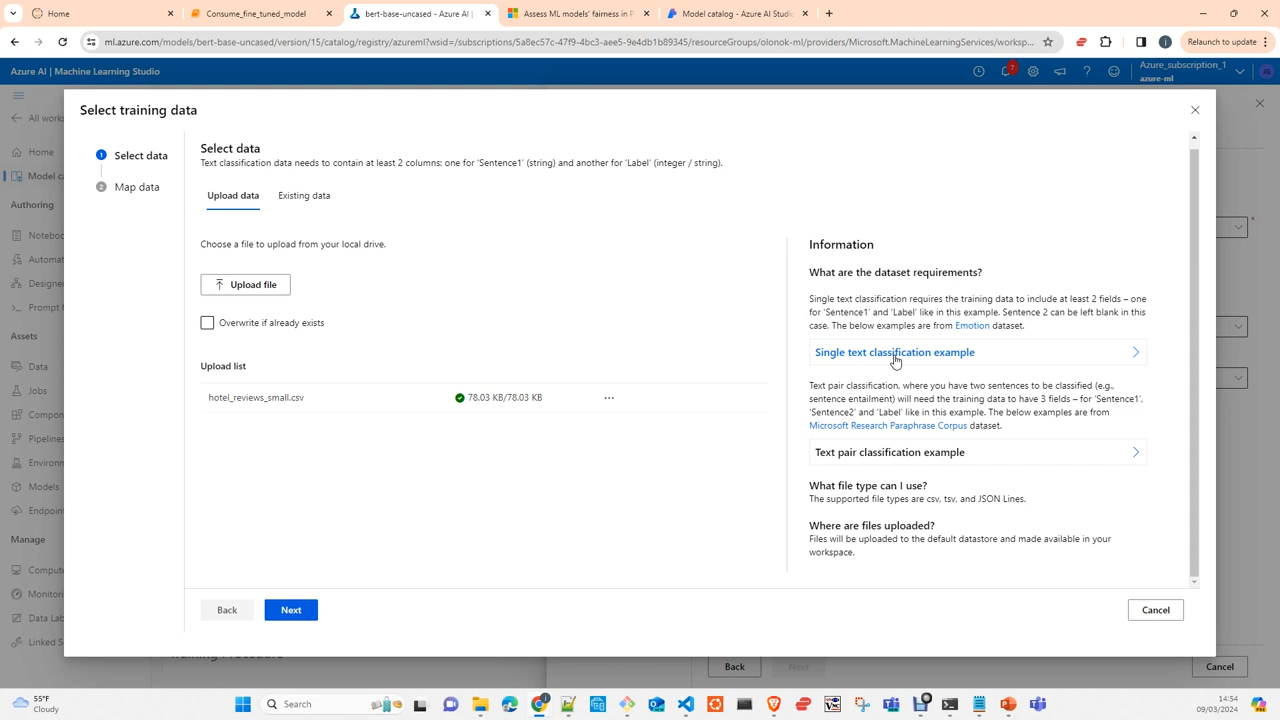 Home
Consume_fine_tuned_model
bert-base-uncased - Azure AI |
Assess ML models' fairness in P
Model catalog - Azure AI Studio
ml.azure.com/models/bert-base-uncased/version/15/catalog/registry/azureml?wsid=/subscriptions/5a8ec57c-47f9-4bc3-aee5-9e4db1b89345/resourceGroups/olonok-ml/providers/Microsoft.MachineLearningServices/worksp...
Relaunch to update
Azure AI | Machine Learning Studio
7
Azure_subscription_1
azure-ml
JG
All work
Home
Model ca
Authoring
Notebo
Automat
Designe
Prompt f
Assets
Data
Jobs
Compon
Pipelines
Environ
Models
Endpoin
Manage
Compute
Monitori
Data Lab
Linked S
Select training data
1 Select data
2 Map data
Select data
Text classification data needs to contain at least 2 columns: one for 'Sentence1' (string) and another for 'Label' (integer / string).
Upload data
Existing data
Choose a file to upload from your local drive.
Upload file
Overwrite if already exists
Upload list
hotel_reviews_small.csv
78.03 KB/78.03 KB
...
Information
What are the dataset requirements?
Single text classification requires the training data to include at least 2 fields – one
for 'Sentence1' and 'Label' like in this example. Sentence 2 can be left blank in this
case. The below examples are from Emotion dataset.
Single text classification example
Text pair classification, where you have two sentences to be classified (e.g.,
sentence entailment) will need the training data to have 3 fields – for 'Sentence1',
'Sentence2' and 'Label' like in this example. The below examples are from
Microsoft Research Paraphrase Corpus dataset.
Text pair classification example
What file type can I use?
The supported file types are csv, tsv, and JSON Lines.
Where are files uploaded?
Files will be uploaded to the default datastore and made available in your
workspace.
Back
Next
Cancel
Back
Next
Cancel
55°F
Cloudy
Search
14:54
09/03/2024